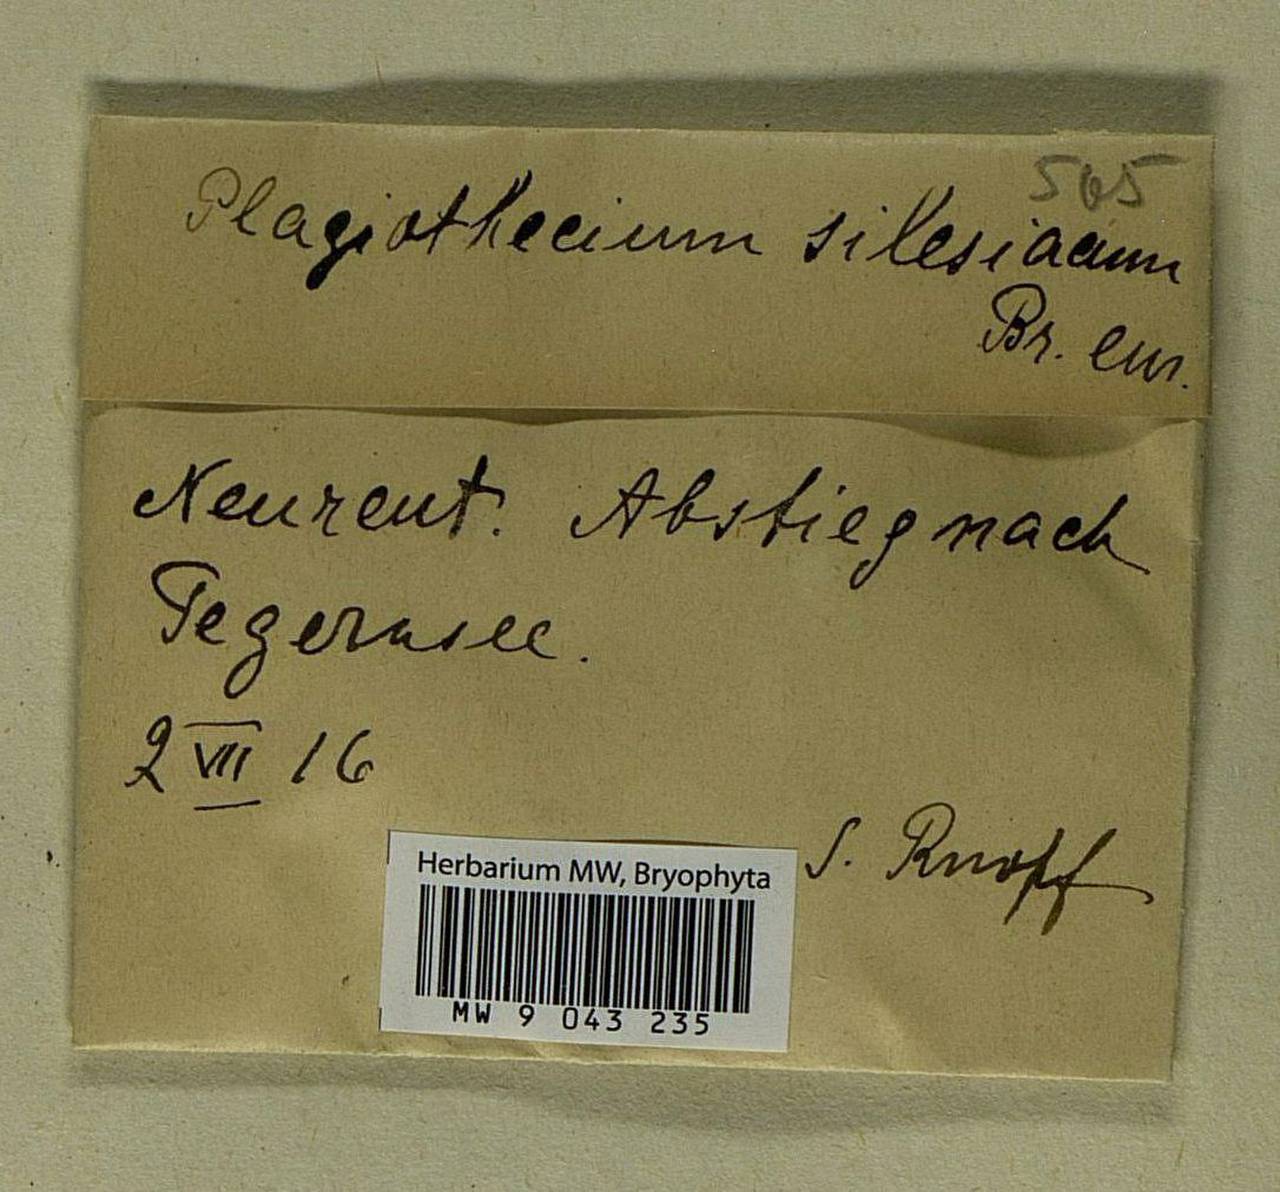 565
Plagiothecium silesiacum
Br. eur.
Neureut. Abstieg nach
Tegernsee.
2 VII 16
S. Knopf
Herbarium MW, Bryophyta
MW 9 043 235